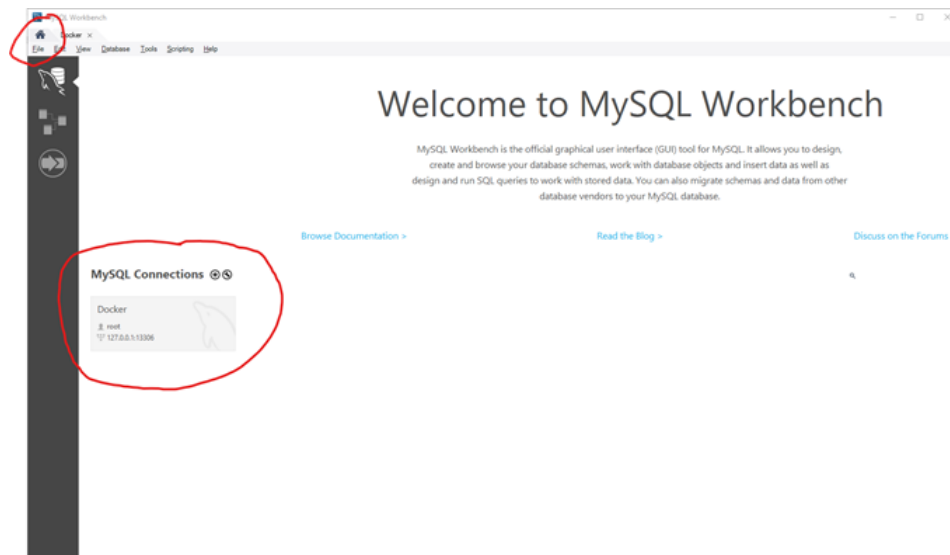 MySQL Workbench
Docker ×
File Edit View Database Tools Scripting Help
Welcome to MySQL Workbench
MySQL Workbench is the official graphical user interface (GUI) tool for MySQL. It allows you to design,
create and browse your database schemas, work with database objects and insert data as well as
design and run SQL queries to work with stored data. You can also migrate schemas and data from other
database vendors to your MySQL database.
Browse Documentation > Read the Blog > Discuss on the Forums
MySQL Connections
Docker
root
127.0.0.1:13306